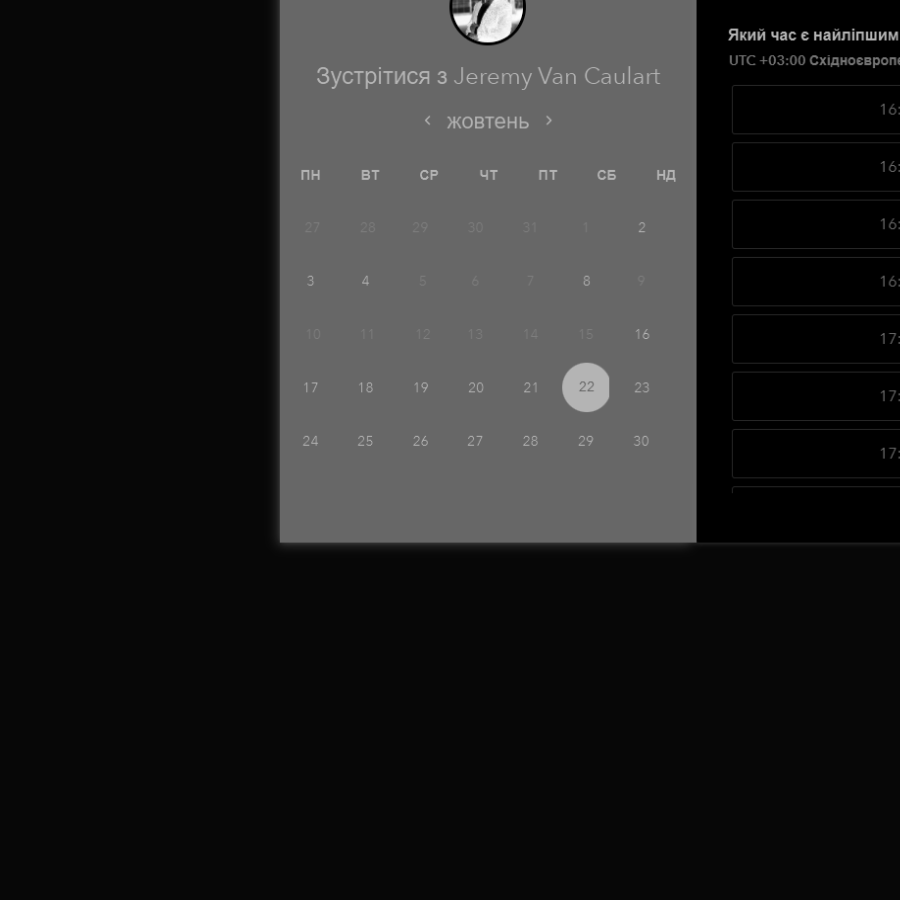 Зустрітися з Jeremy Van Caulart
жовтень
ПН ВТ СР ЧТ ПТ СБ НД
27 28 29 30 31 1 2
3 4 5 6 7 8 9
10 11 12 13 14 15 16
17 18 19 20 21 22 23
24 25 26 27 28 29 30
Який час є найліпшим
UTC +03:00
16:
16:
16:
16:
17:
17:
17: